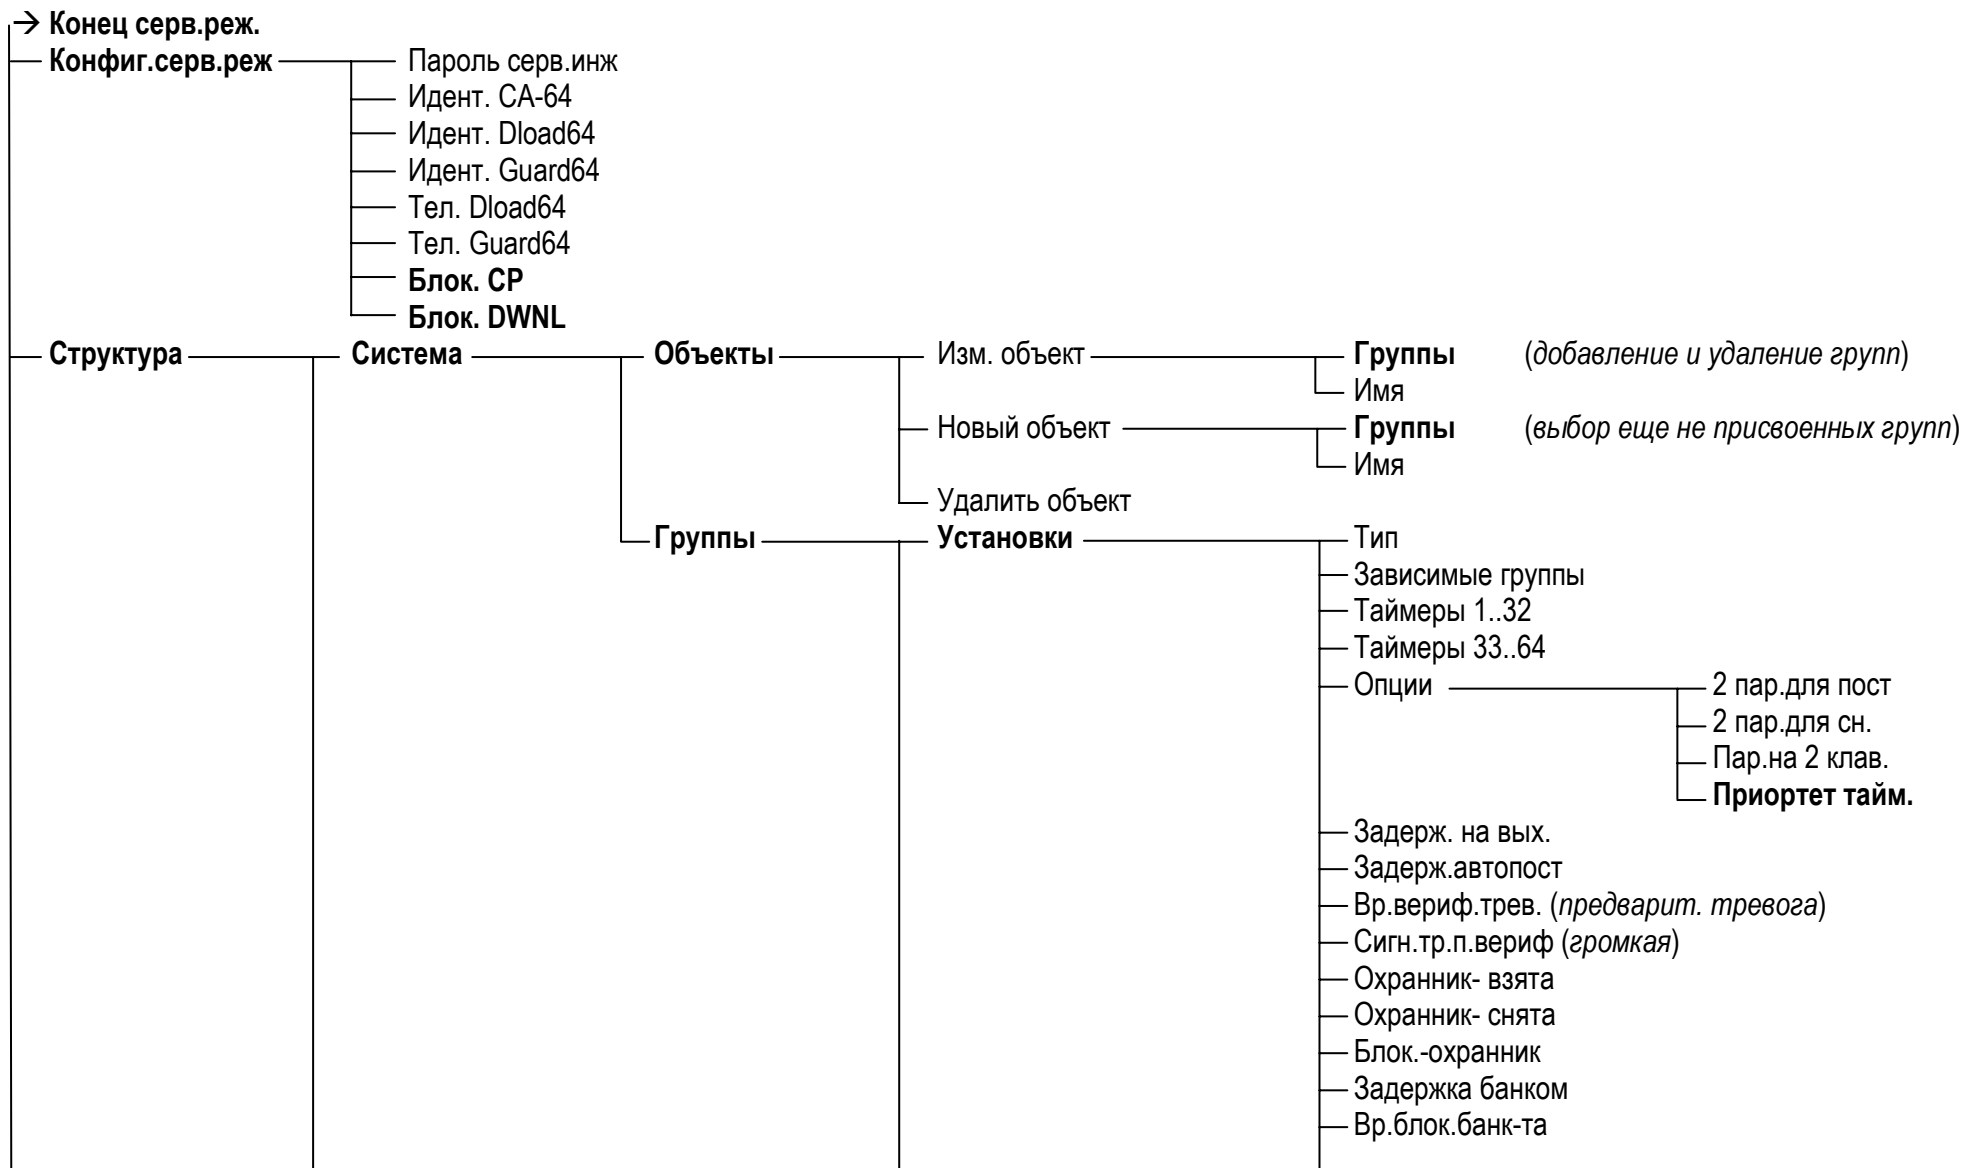 → Конец серв.реж.
Конфиг.серв.реж Пароль серв.инж
Идент. CA-64
Идент. Dload64
Идент. Guard64
Тел. Dload64
Тел. Guard64
Блок. CP
Блок. DWNL
Структура Система Объекты Изм. объект Группы (добавление и удаление групп)
Имя
Новый объект Группы (выбор еще не присвоенных групп)
Имя
Удалить объект
Группы Установки Тип
Зависимые группы
Таймеры 1..32
Таймеры 33..64
Опции 2 пар.для пост
2 пар.для сн.
Пар.на 2 клав.
Приортет тайм.
Задерж. на вых.
Задерж.автопост
Вр.вериф.трев. (предварит. тревога)
Сигн.тр.п.вериф (громкая)
Охранник- взята
Охранник- снята
Блок.-охранник
Задержка банком
Вр.блок.банк-та